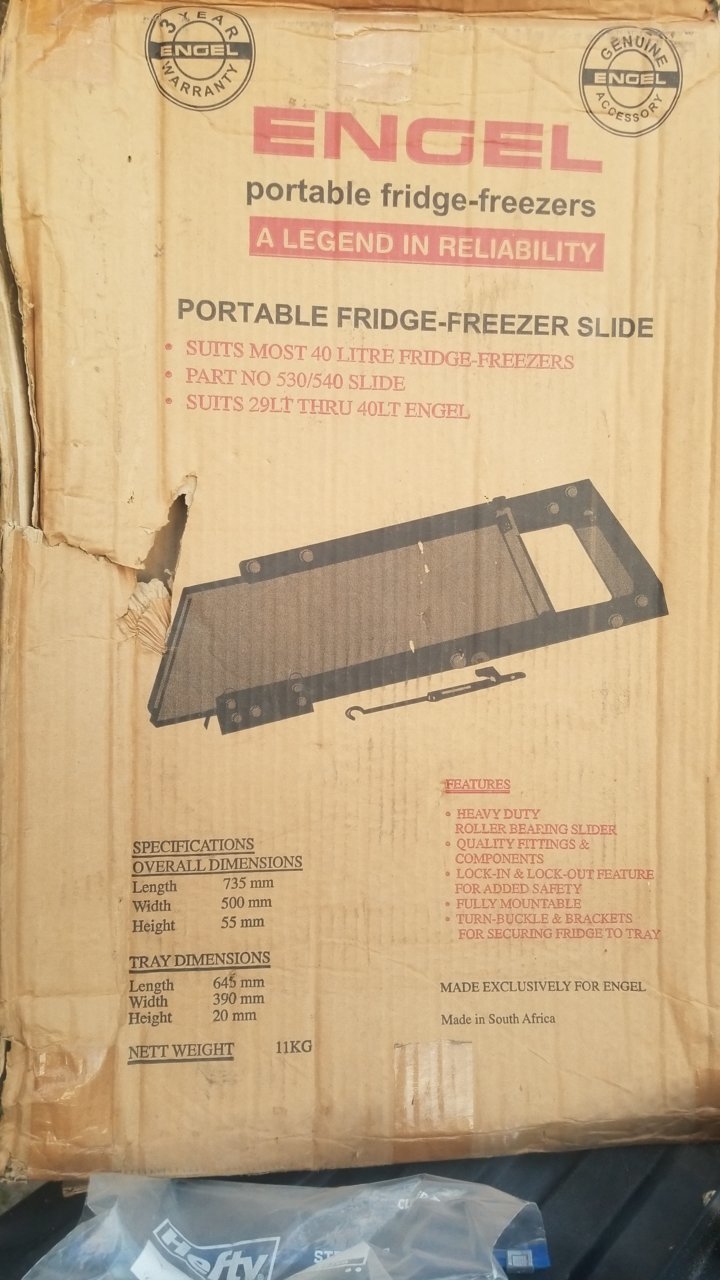 3 YEAR
ENGEL
WARRANTY
GENUINE
ENGEL
ACCESSORY
ENGEL
portable fridge-freezers
A LEGEND IN RELIABILITY
PORTABLE FRIDGE-FREEZER SLIDE
• SUITS MOST 40 LITRE FRIDGE-FREEZERS
• PART NO 530/540 SLIDE
• SUITS 29LT THRU 40LT ENGEL
SPECIFICATIONS
OVERALL DIMENSIONS
Length 735 mm
Width 500 mm
Height 55 mm
TRAY DIMENSIONS
Length 645 mm
Width 390 mm
Height 20 mm
NETT WEIGHT 11KG
FEATURES
• HEAVY DUTY
ROLLER BEARING SLIDER
• QUALITY FITTINGS &
COMPONENTS
• LOCK-IN & LOCK-OUT FEATURE
FOR ADDED SAFETY
• FULLY MOUNTABLE
• TURN-BUCKLE & BRACKETS
FOR SECURING FRIDGE TO TRAY
MADE EXCLUSIVELY FOR ENGEL
Made in South Africa
Hefty